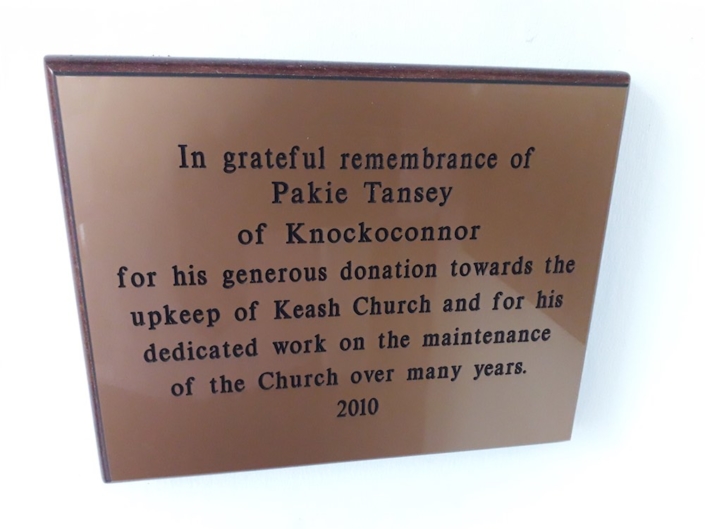 In grateful remembrance of
Pakie Tansey
of Knockoconnor
for his generous donation towards the
upkeep of Keash Church and for his
dedicated work on the maintenance
of the Church over many years.
2010